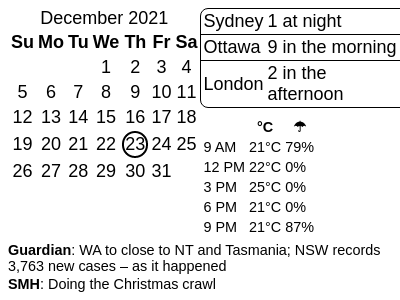 December 2021
Su Mo Tu We Th Fr Sa
1 2 3 4
5 6 7 8 9 10 11
12 13 14 15 16 17 18
19 20 21 22 23 24 25
26 27 28 29 30 31
Sydney 1 at night
Ottawa 9 in the morning
London 2 in the
afternoon
°C ☂
9 AM 21°C 79%
12 PM 22°C 0%
3 PM 25°C 0%
6 PM 21°C 0%
9 PM 21°C 87%
Guardian: WA to close to NT and Tasmania; NSW records
3,763 new cases – as it happened
SMH: Doing the Christmas crawl